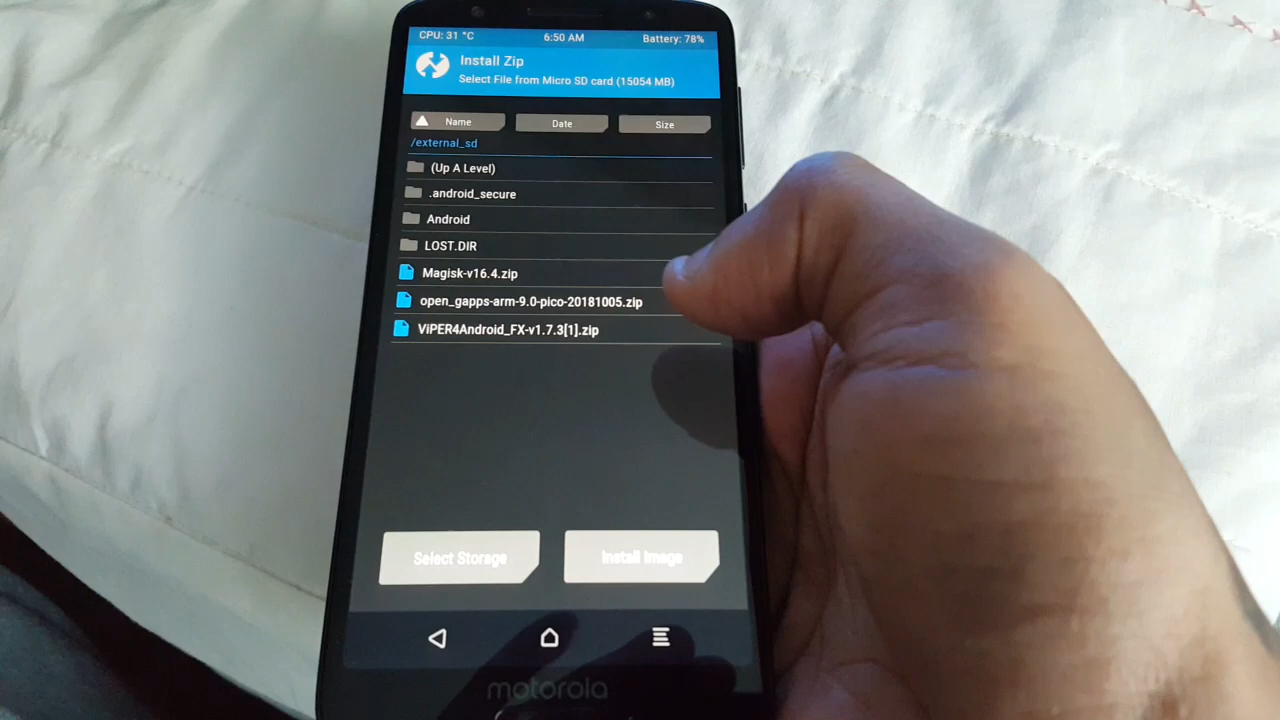 CPU: 31 °C 6:50 AM Battery: 78%
Install Zip
Select File from Micro SD card (15054 MB)
Name Date Size
/external_sd
(Up A Level)
.android_secure
Android
LOST.DIR
Magisk-v16.4.zip
open_gapps-arm-9.0-pico-20181005.zip
ViPER4Android_FX-v1.7.3[1].zip
Select Storage Install Image
motorola